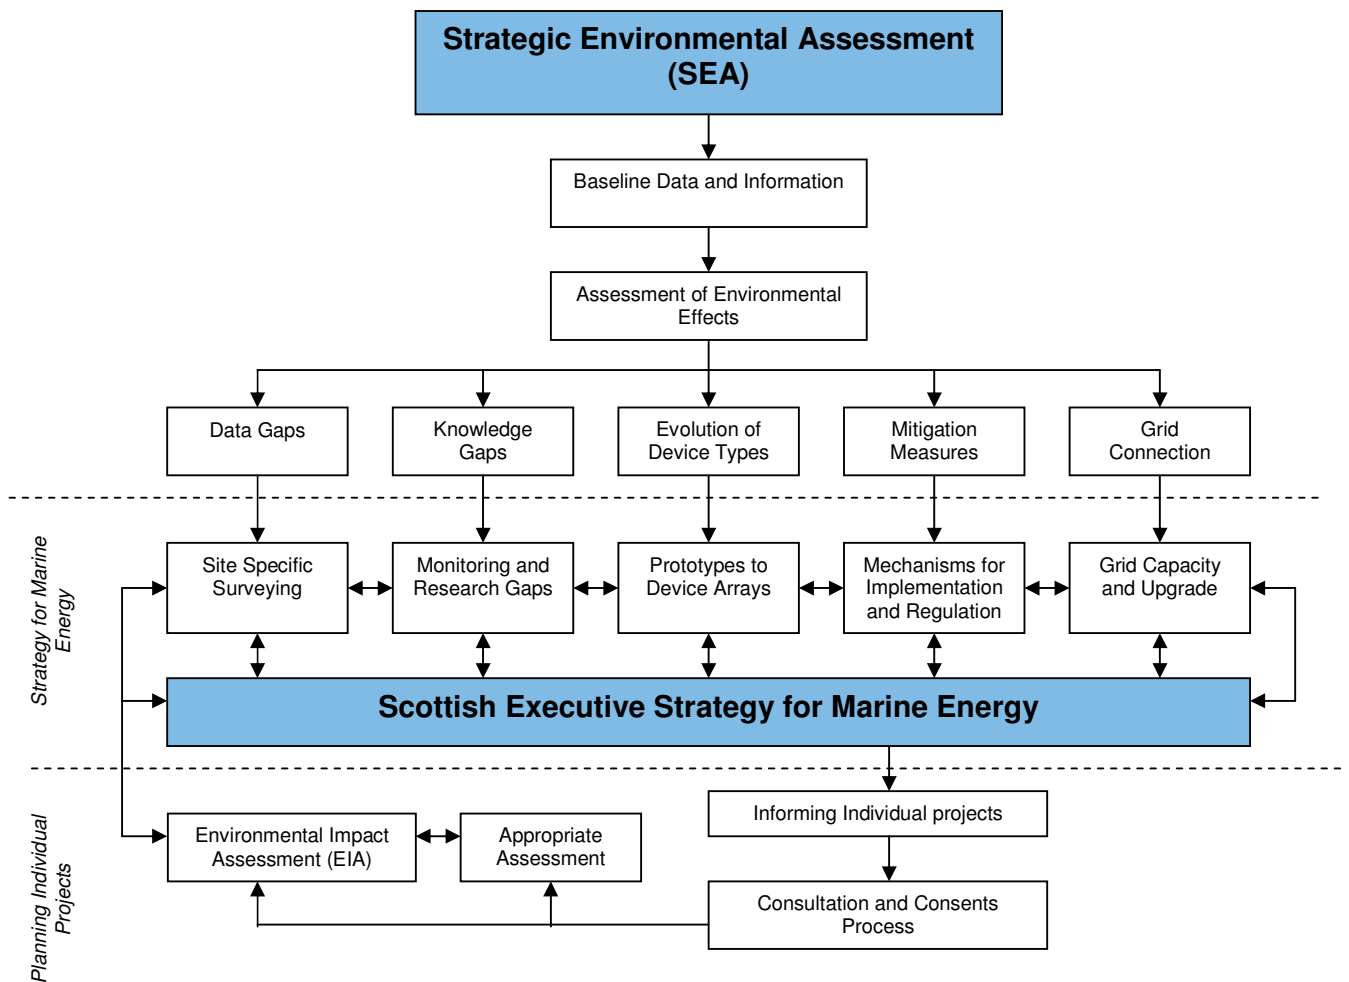 Strategic Environmental Assessment
(SEA)
Baseline Data and Information
Assessment of Environmental
Effects
Data Gaps
Knowledge
Gaps
Evolution of
Device Types
Mitigation
Measures
Grid
Connection
Strategy for Marine
Energy
Site Specific
Surveying
Monitoring and
Research Gaps
Prototypes to
Device Arrays
Mechanisms for
Implementation
and Regulation
Grid Capacity
and Upgrade
Scottish Executive Strategy for Marine Energy
Planning Individual
Projects
Environmental Impact
Assessment (EIA)
Appropriate
Assessment
Informing Individual projects
Consultation and Consents
Process